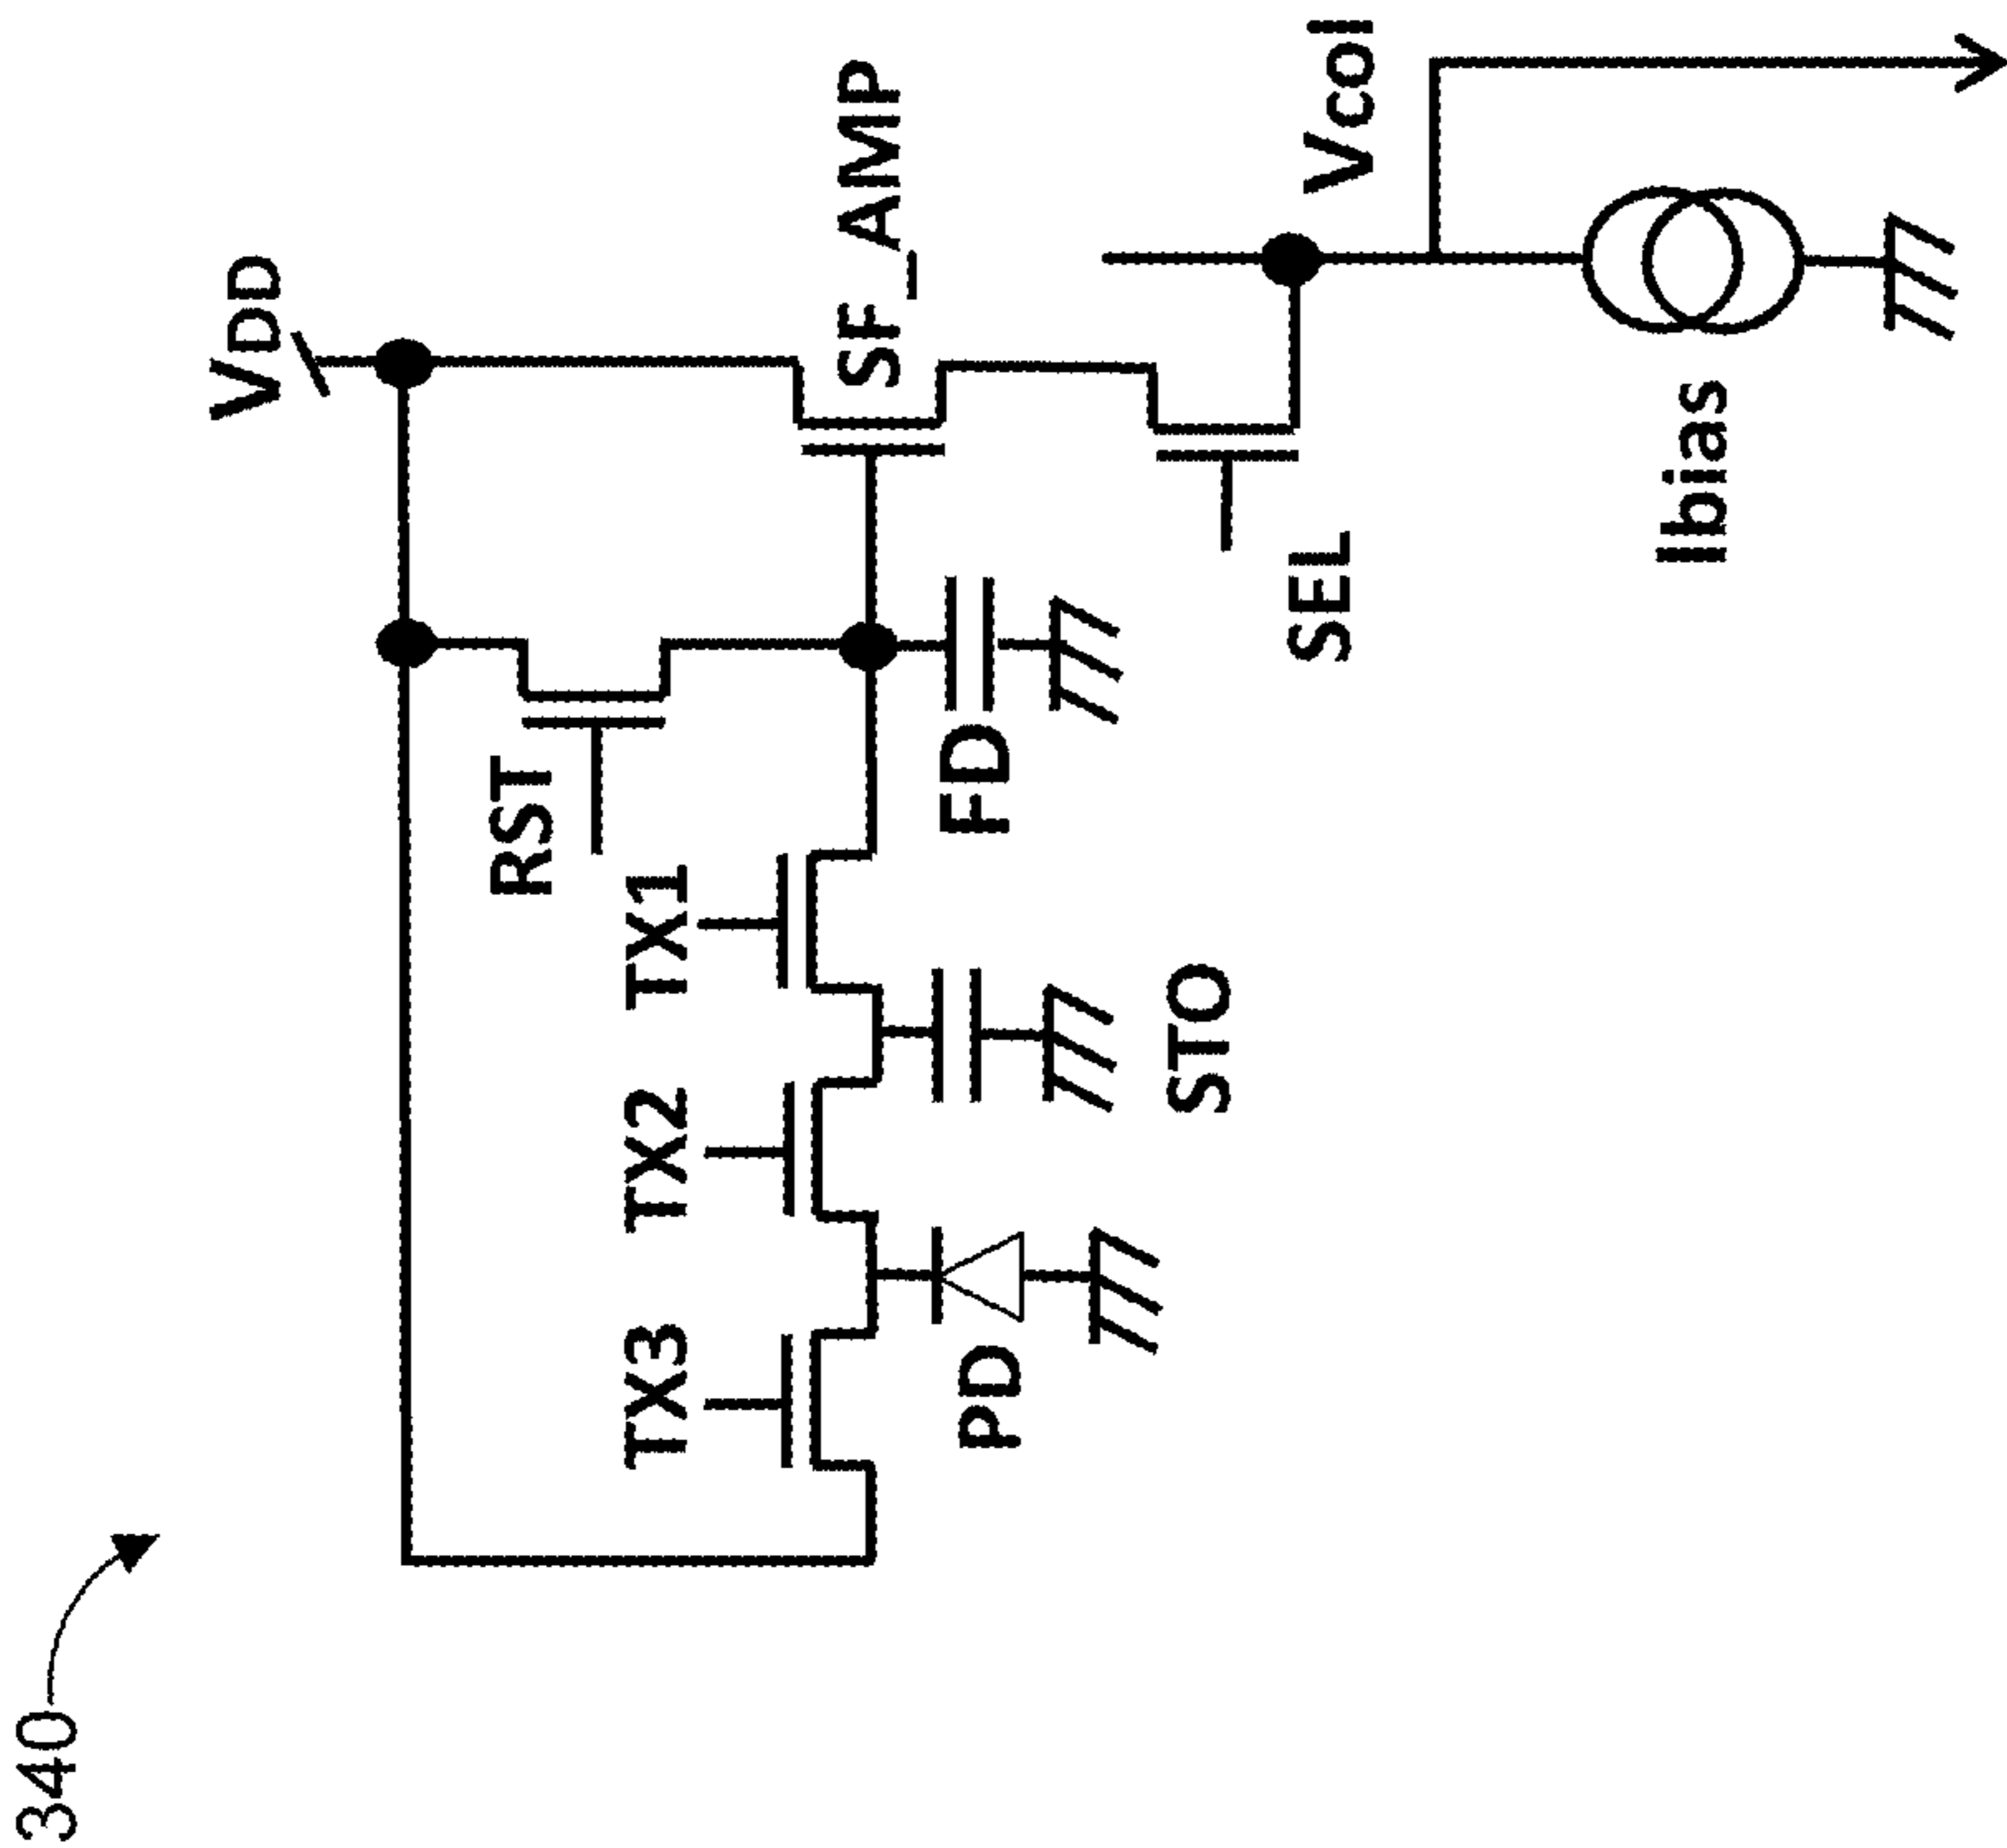 340
VDD
RST
SF_AMP
TX3
TX2
TX1
FD
PD
STO
SEL
Vcol
Ibias